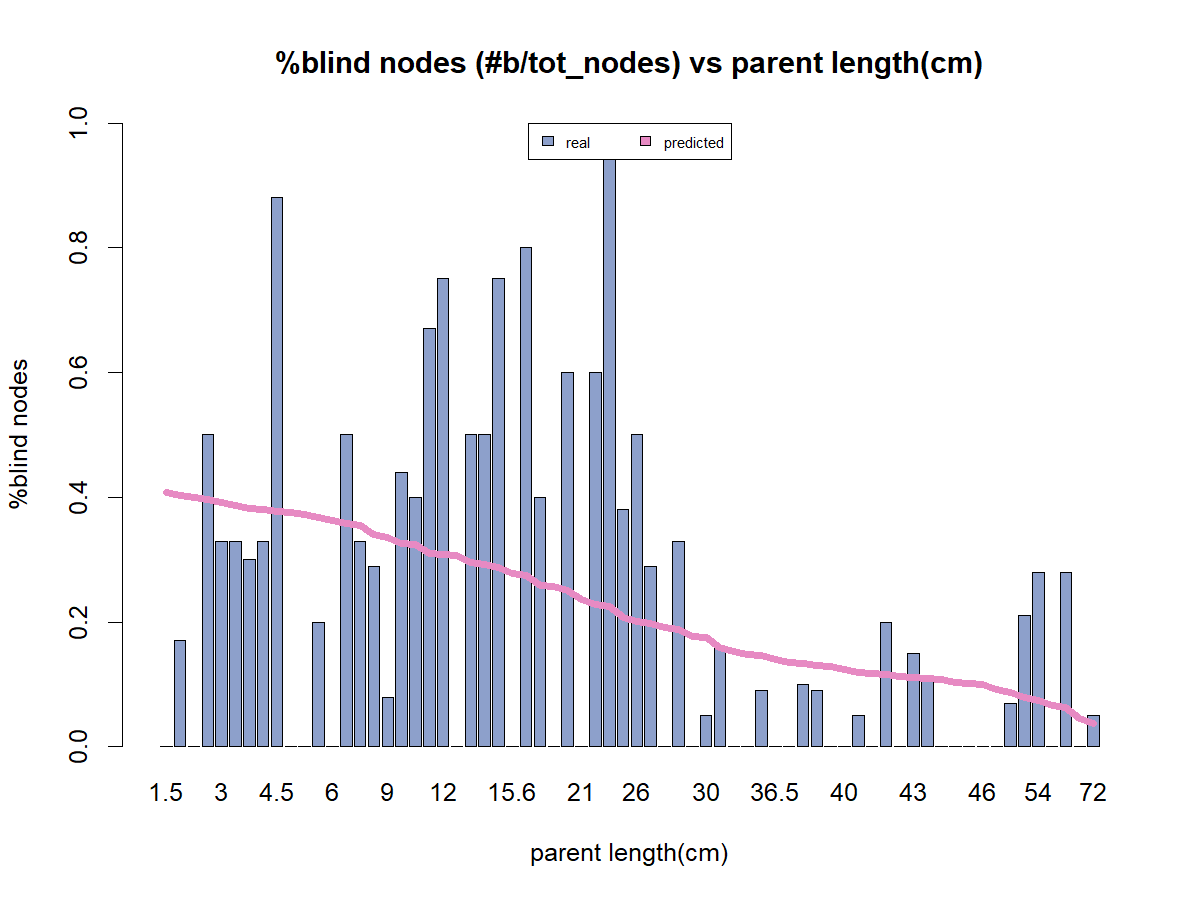 %blind nodes (#b/tot_nodes) vs parent length(cm)
real predicted
%blind nodes
1.0
0.8
0.6
0.4
0.2
0.0
1.5 3 4.5 6 9 12 15.6 21 26 30 36.5 40 43 46 54 72
parent length(cm)